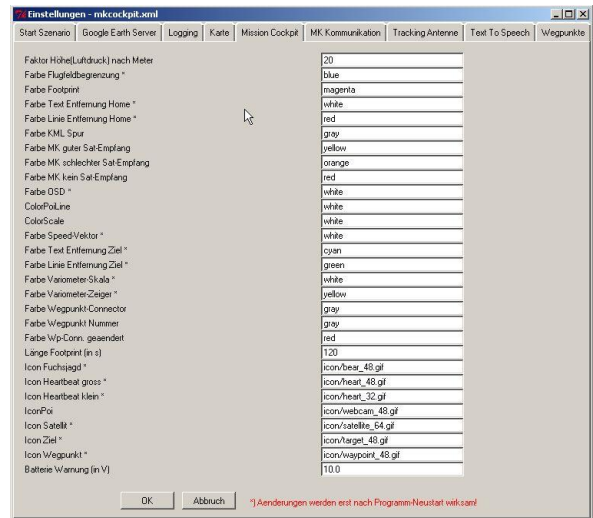 Einstellungen - mkcockpit.xml
Start Szenario Google Earth Server Logging Karte Mission Cockpit MK Kommunikation Tracking Antenne Text To Speech Wegpunkte
Faktor Höhe(Luftdruck) nach Meter 20
Farbe Flugfeldbegrenzung * blue
Farbe Footprint magenta
Farbe Text Entfernung Home * white
Farbe Linie Entfernung Home * red
Farbe KML Spur gray
Farbe MK guter Sat-Empfang yellow
Farbe MK schlechter Sat-Empfang orange
Farbe MK kein Sat-Empfang red
Farbe OSD * white
ColorPoiLine white
ColorScale white
Farbe Speed-Vektor * white
Farbe Text Entfernung Ziel * cyan
Farbe Linie Entfernung Ziel * green
Farbe Variometer-Skala * white
Farbe Variometer-Zeiger * yellow
Farbe Wegpunkt-Connector gray
Farbe Wegpunkt Nummer gray
Farbe Wp-Conn. geaendert red
Länge Footprint (in s) 120
Icon Fuchsjagd * icon/bear_48.gif
Icon Heartbeat gross * icon/heart_48.gif
Icon Heartbeat klein * icon/heart_32.gif
IconPoi icon/webcam_48.gif
Icon Satellit * icon/satellite_64.gif
Icon Ziel * icon/target_48.gif
Icon Wegpunkt * icon/waypoint_48.gif
Batterie Warnung (in V) 10.0
OK Abbruch *) Aenderungen werden erst nach Programm-Neustart wirksam!